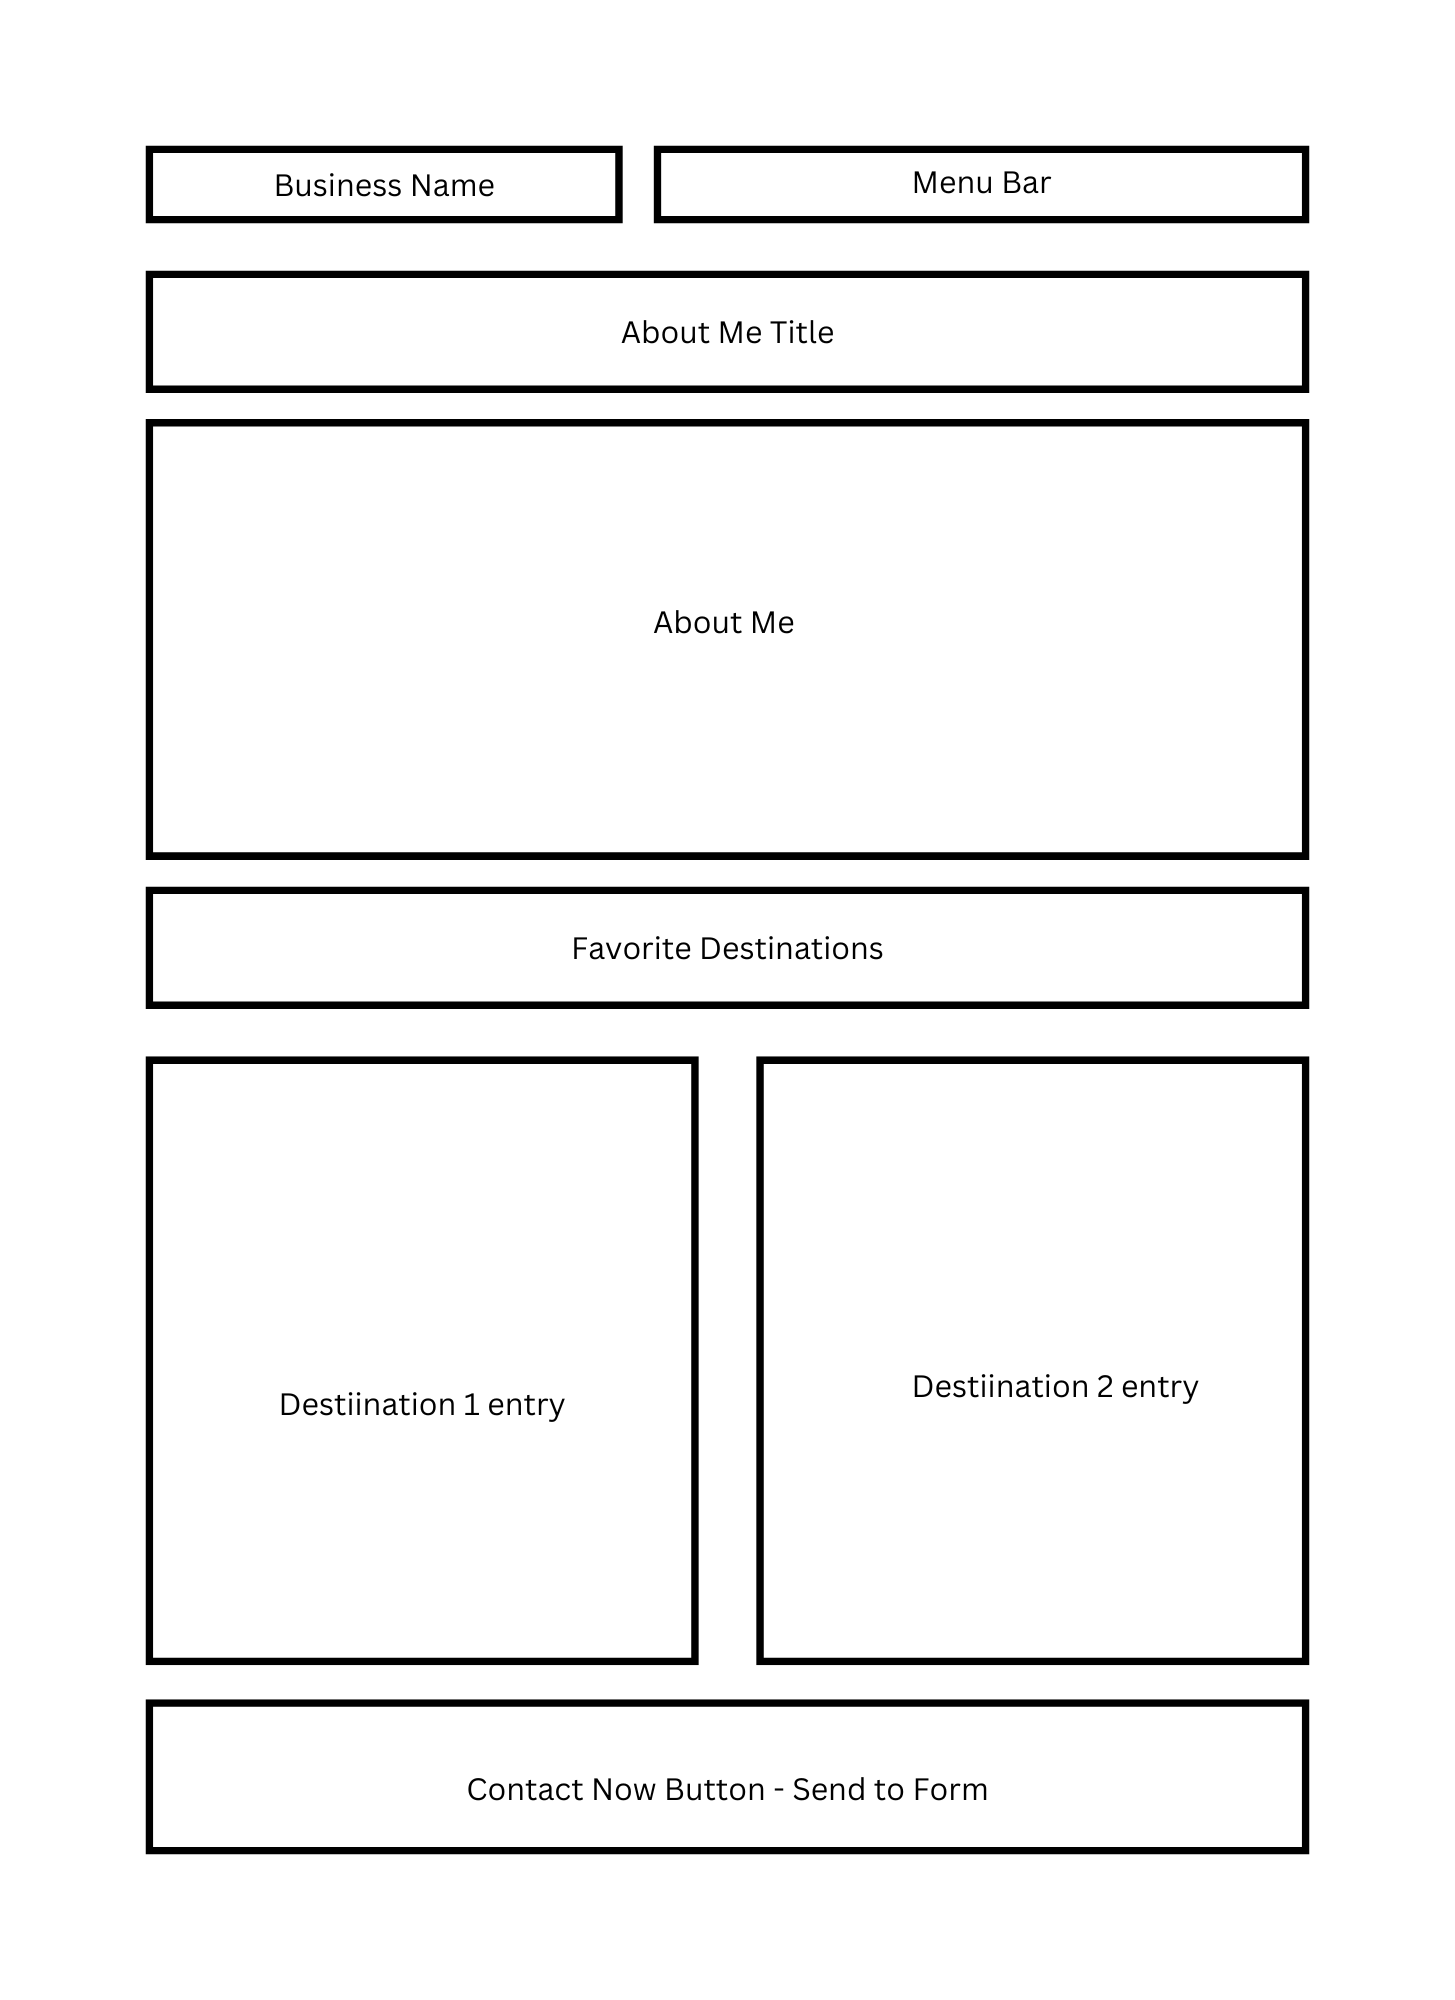 Business Name
Menu Bar
About Me Title
About Me
Favorite Destinations
Destiination 1 entry
Destiination 2 entry
Contact Now Button - Send to Form